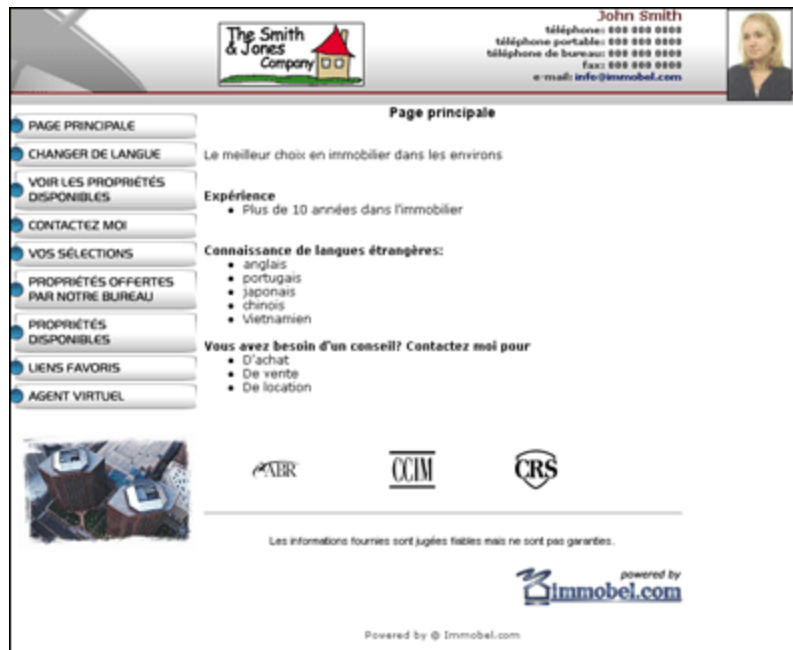 The Smith
& Jones
Company
John Smith
téléphone: 000 000 0000
téléphone portable: 000 000 0000
téléphone de bureau: 000 000 0000
fax: 000 000 0000
e-mail: info@immobel.com
PAGE PRINCIPALE
CHANGER DE LANGUE
VOIR LES PROPRIÉTÉS
DISPONIBLES
CONTACTEZ MOI
VOS SÉLECTIONS
PROPRIÉTÉS OFFERTES
PAR NOTRE BUREAU
PROPRIÉTÉS
DISPONIBLES
LIENS FAVORIS
AGENT VIRTUEL
Page principale
Le meilleur choix en immobilier dans les environs
Expérience
• Plus de 10 années dans l'immobilier
Connaissance de langues étrangères:
• anglais
• portugais
• japonais
• chinois
• Vietnamien
Vous avez besoin d'un conseil? Contactez moi pour
• D'achat
• De vente
• De location
ABR
CCIM
CRS
Les informations fournies sont jugées fiables mais ne sont pas garanties.
powered by
immobel.com
Powered by @ Immobel.com